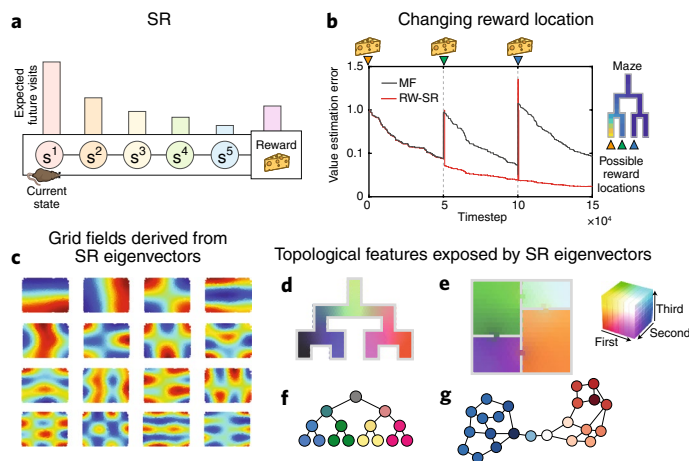 a
SR
Expected
future visits
s¹
s²
s³
s⁴
s⁵
Reward
Current
state
b
Changing reward location
Value estimation error
1.5
1.0
0.1
MF
RW-SR
0
5
10
15
Timestep
×10⁴
Maze
Possible
reward
locations
c
Grid fields derived from
SR eigenvectors
Topological features exposed by SR eigenvectors
d
e
First
Second
Third
f
g